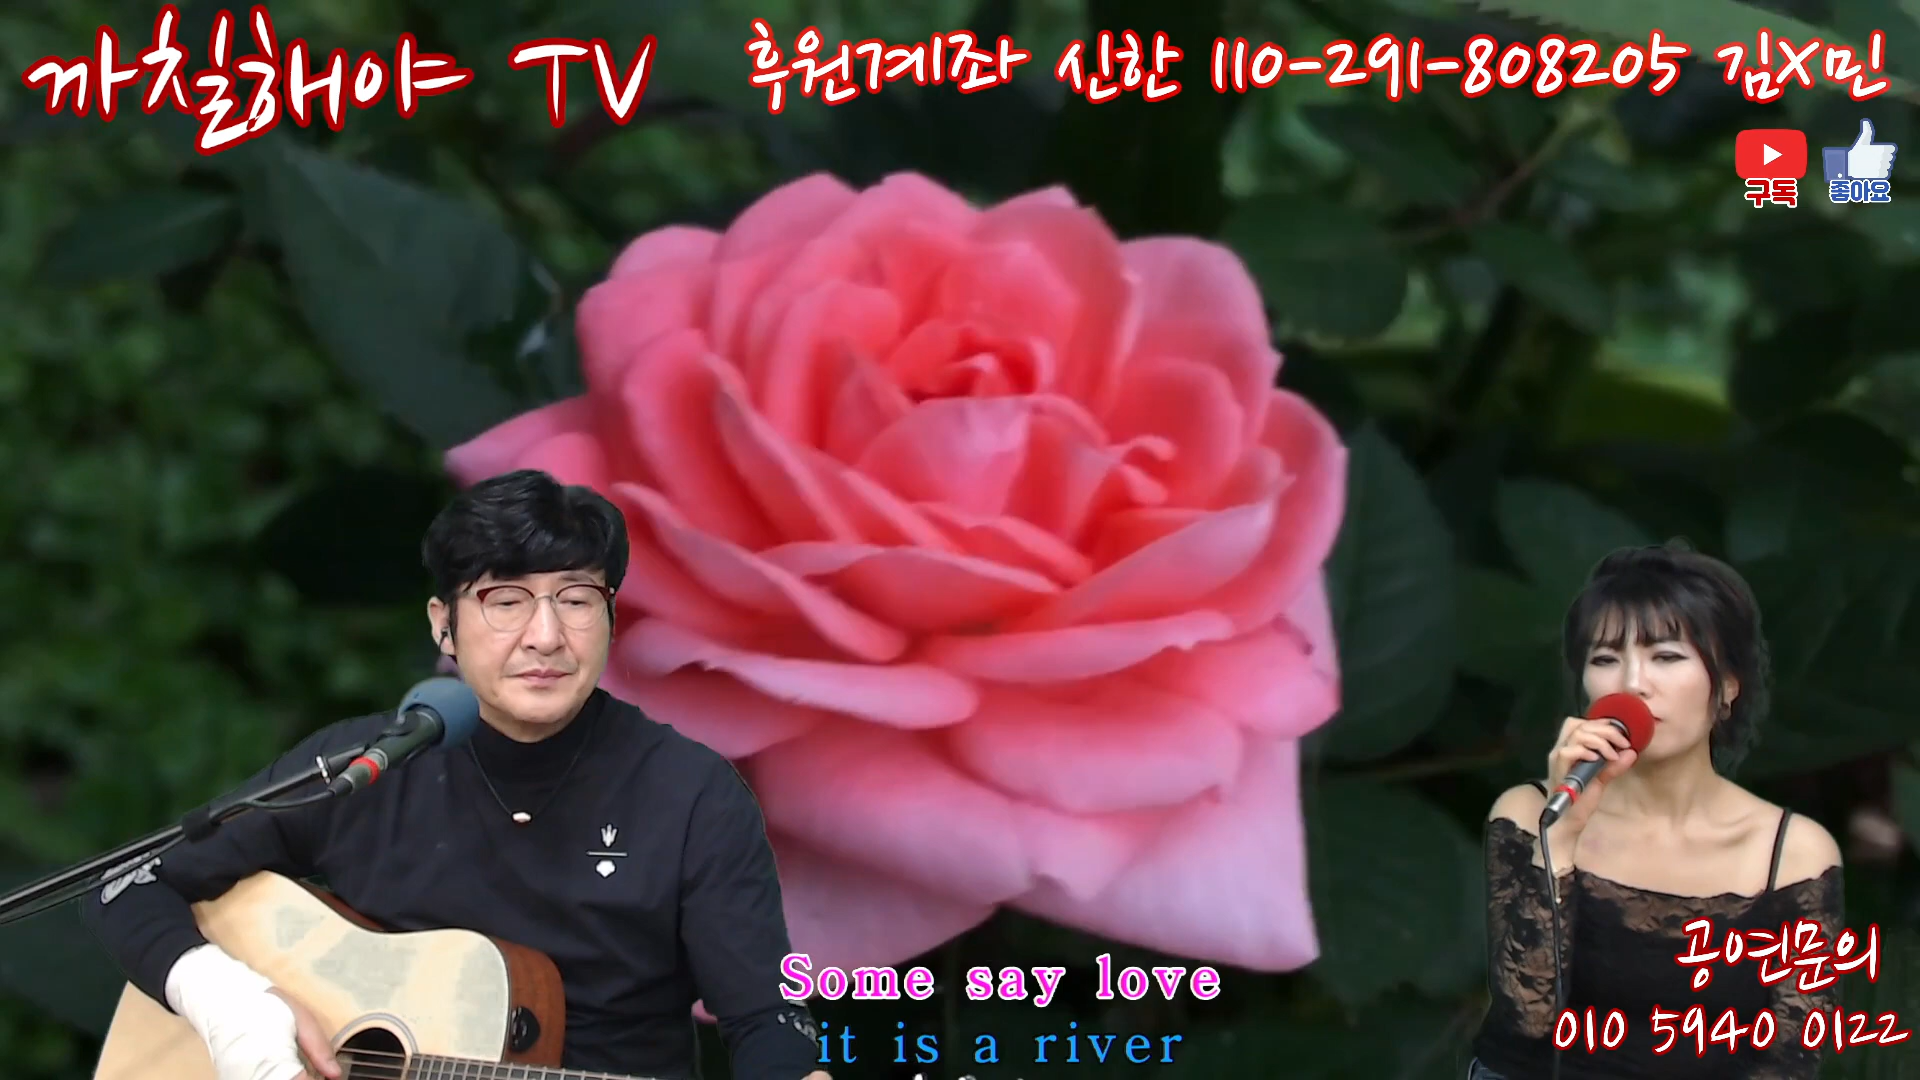 까칠해야 TV
후원계좌 신한 110-291-808205 김X민
구독
좋아요
Some say love
it is a river
공연문의
010 5940 0122